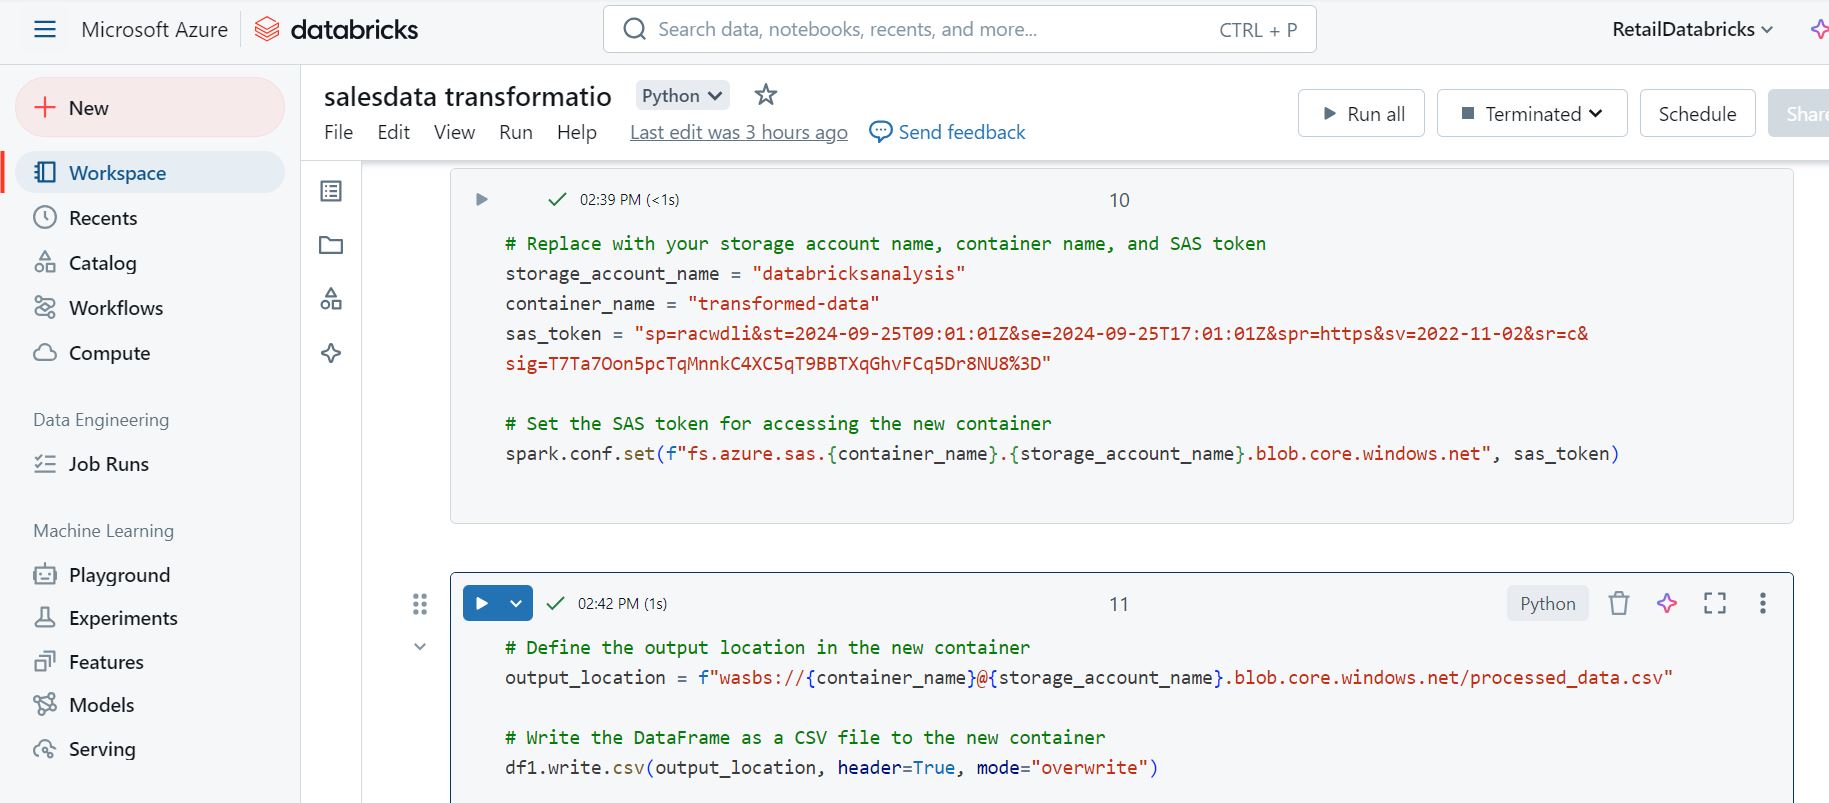 Microsoft Azure databricks Search data, notebooks, recents, and more... CTRL + P RetailDatabricks
New
Workspace
Recents
Catalog
Workflows
Compute
Data Engineering
Job Runs
Machine Learning
Playground
Experiments
Features
Models
Serving
salesdata transformatio Python
File Edit View Run Help Last edit was 3 hours ago Send feedback
Run all Terminated Schedule Share
02:39 PM (<1s) 10
# Replace with your storage account name, container name, and SAS token
storage_account_name = "databricksanalysis"
container_name = "transformed-data"
sas_token = "sp=racwdli&st=2024-09-25T09:01:01Z&se=2024-09-25T17:01:01Z&spr=https&sv=2022-11-02&sr=c&
sig=T7Ta7Oon5pcTqMnnkC4XC5qT9BBTXqGhvFCq5Dr8NU8%3D"
# Set the SAS token for accessing the new container
spark.conf.set(f"fs.azure.sas.{container_name}.{storage_account_name}.blob.core.windows.net", sas_token)
02:42 PM (1s) 11 Python
# Define the output location in the new container
output_location = f"wasbs://{container_name}@{storage_account_name}.blob.core.windows.net/processed_data.csv"
# Write the DataFrame as a CSV file to the new container
df1.write.csv(output_location, header=True, mode="overwrite")